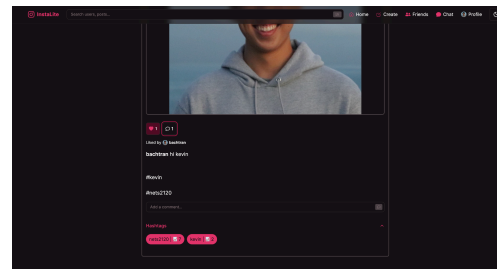 InstaLite
Search users, posts...
Home
Create
Friends
Chat
Profile
1
1
Liked by bachtran
bachtran hi kevin
#kevin
#nets2120
Add a comment...
Hashtags
nets2120
kevin